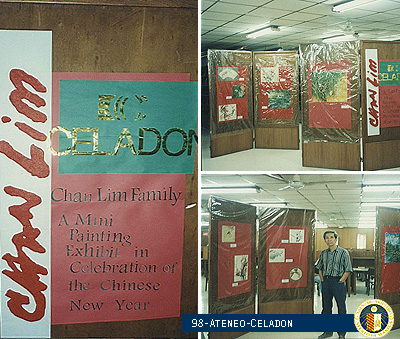 Chan Lim
CELADON
Chan Lim Family
A Mini
Painting
Exhibit in
Celebration of
the Chinese
New Year
Chan Lim
98-ATENEO-CELADON